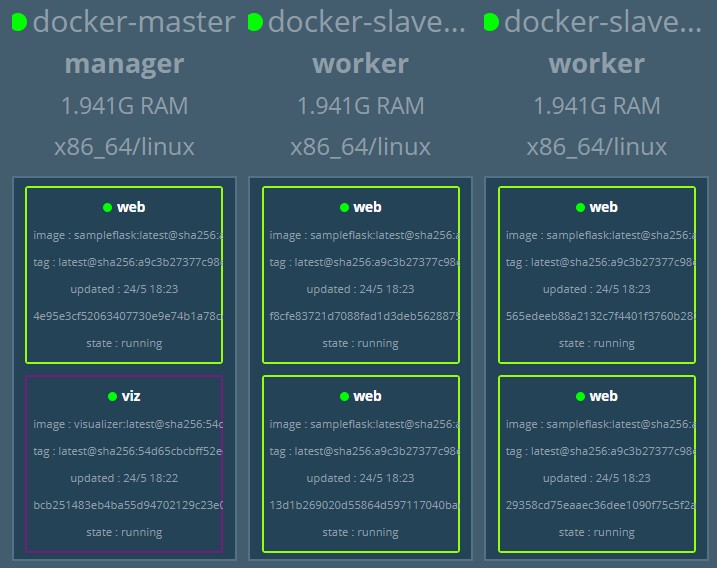 docker-master
manager
1.941G RAM
x86_64/linux
web
image : sampleflask:latest@sha256:a
tag : latest@sha256:a9c3b27377c98
updated : 24/5 18:23
4e95e3cf52063407730e9e74b1a78c
state : running
viz
image : visualizer:latest@sha256:54c
tag : latest@sha256:54d65cbcbff52e
updated : 24/5 18:22
bcb251483eb4ba55d94702129c23e0
state : running
docker-slave...
worker
1.941G RAM
x86_64/linux
web
image : sampleflask:latest@sha256:a
tag : latest@sha256:a9c3b27377c98
updated : 24/5 18:23
f8cfe83721d7088fad1d3deb5628875
state : running
web
image : sampleflask:latest@sha256:a
tag : latest@sha256:a9c3b27377c98
updated : 24/5 18:23
13d1b269020d55864d597117040ba
state : running
docker-slave...
worker
1.941G RAM
x86_64/linux
web
image : sampleflask:latest@sha256:a
tag : latest@sha256:a9c3b27377c98
updated : 24/5 18:23
565edeeb88a2132c7f4401f3760b28
state : running
web
image : sampleflask:latest@sha256:a
tag : latest@sha256:a9c3b27377c98
updated : 24/5 18:23
29358cd75eaaec36dee1090f75c5f2a
state : running